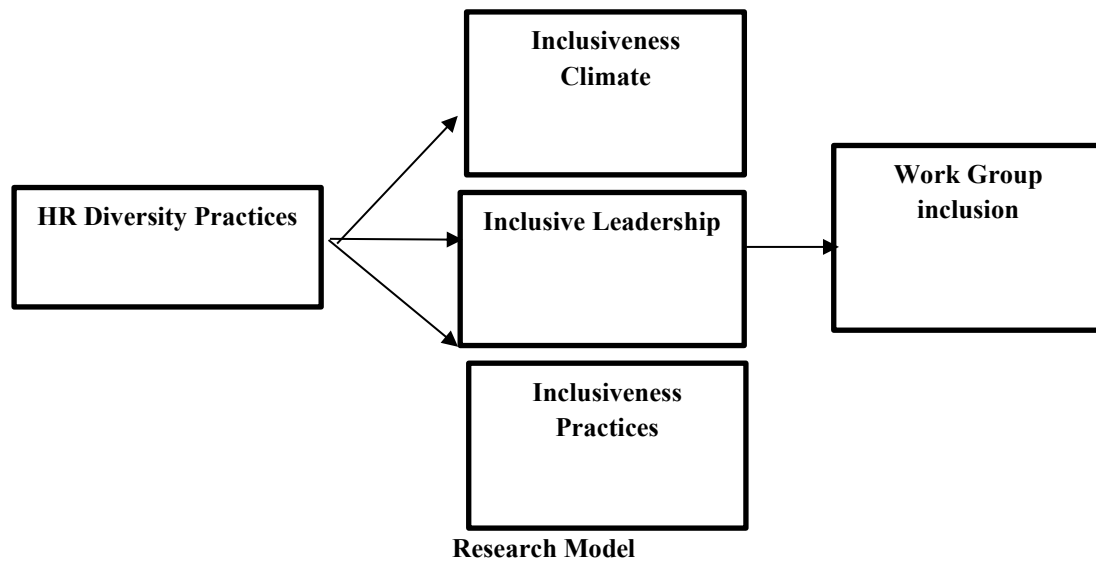 HR Diversity Practices
Inclusiveness
Climate
Inclusive Leadership
Inclusiveness
Practices
Work Group
inclusion
Research Model